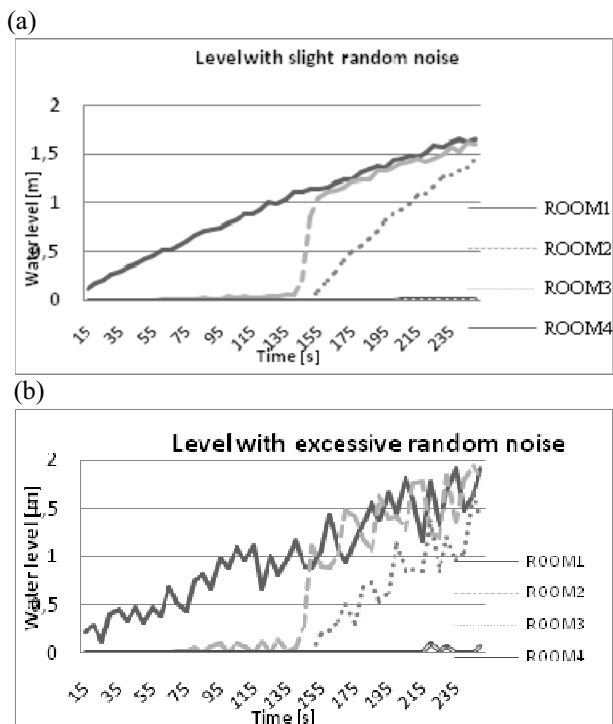 (a)
Level with slight random noise
Water level [m]
2
1,5
1
0,5
0
15 35 55 75 95 115 135 155 175 195 215 235
Time [s]
ROOM1
ROOM2
ROOM3
ROOM4
(b)
Level with excessive random noise
Water level [m]
2
1,5
1
0,5
0
15 35 55 75 95 115 135 155 175 195 215 235
Time [s]
ROOM1
ROOM2
ROOM3
ROOM4